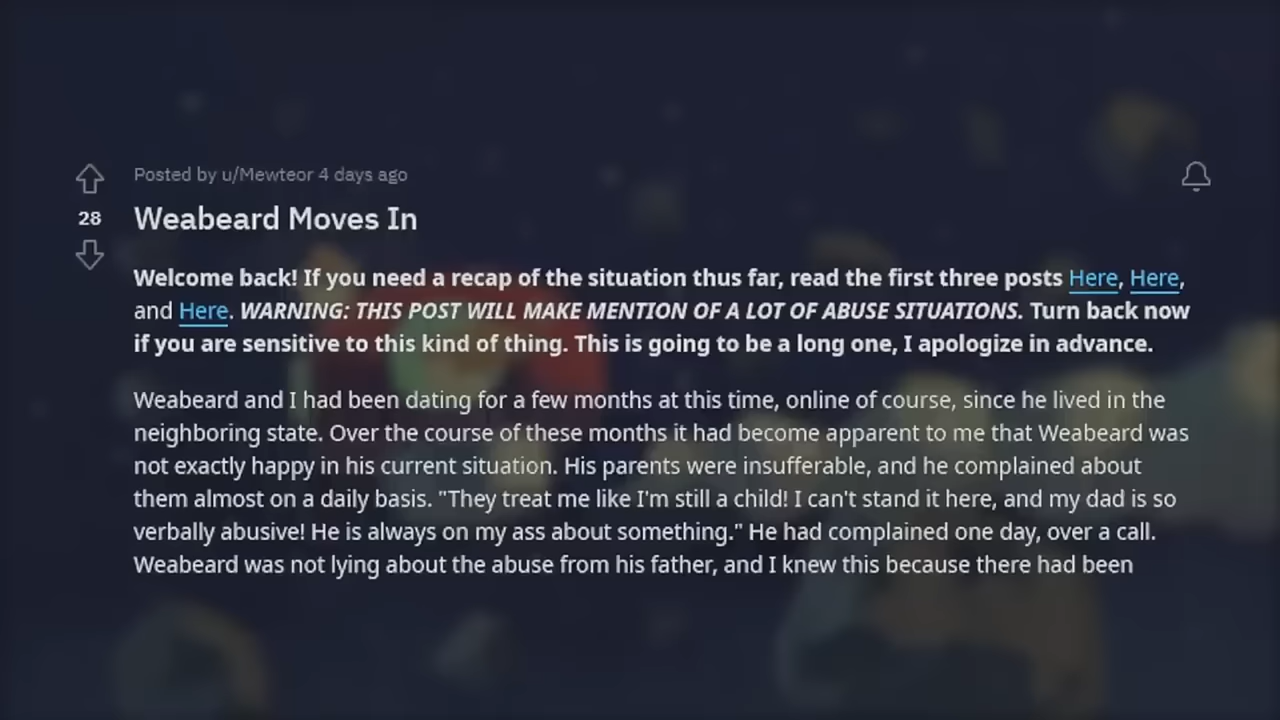 Posted by u/Mewteor 4 days ago
28
Weabeard Moves In
Welcome back! If you need a recap of the situation thus far, read the first three posts Here, Here,
and Here. WARNING: THIS POST WILL MAKE MENTION OF A LOT OF ABUSE SITUATIONS. Turn back now
if you are sensitive to this kind of thing. This is going to be a long one, I apologize in advance.
Weabeard and I had been dating for a few months at this time, online of course, since he lived in the
neighboring state. Over the course of these months it had become apparent to me that Weabeard was
not exactly happy in his current situation. His parents were insufferable, and he complained about
them almost on a daily basis. "They treat me like I'm still a child! I can't stand it here, and my dad is so
verbally abusive! He is always on my ass about something." He had complained one day, over a call.
Weabeard was not lying about the abuse from his father, and I knew this because there had been